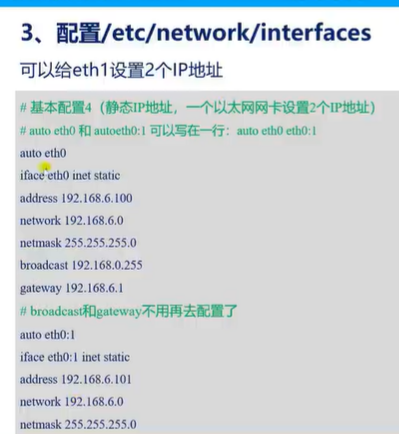 3、配置/etc/network/interfaces
可以给eth1设置2个IP地址
# 基本配置4（静态IP地址，一个以太网网卡设置2个IP地址）
# auto eth0 和 autoeth0:1 可以写在一行：auto eth0 eth0:1
auto eth0
iface eth0 inet static
address 192.168.6.100
network 192.168.6.0
netmask 255.255.255.0
broadcast 192.168.0.255
gateway 192.168.6.1
# broadcast和gateway不用再去配置了
auto eth0:1
iface eth0:1 inet static
address 192.168.6.101
network 192.168.6.0
netmask 255.255.255.0